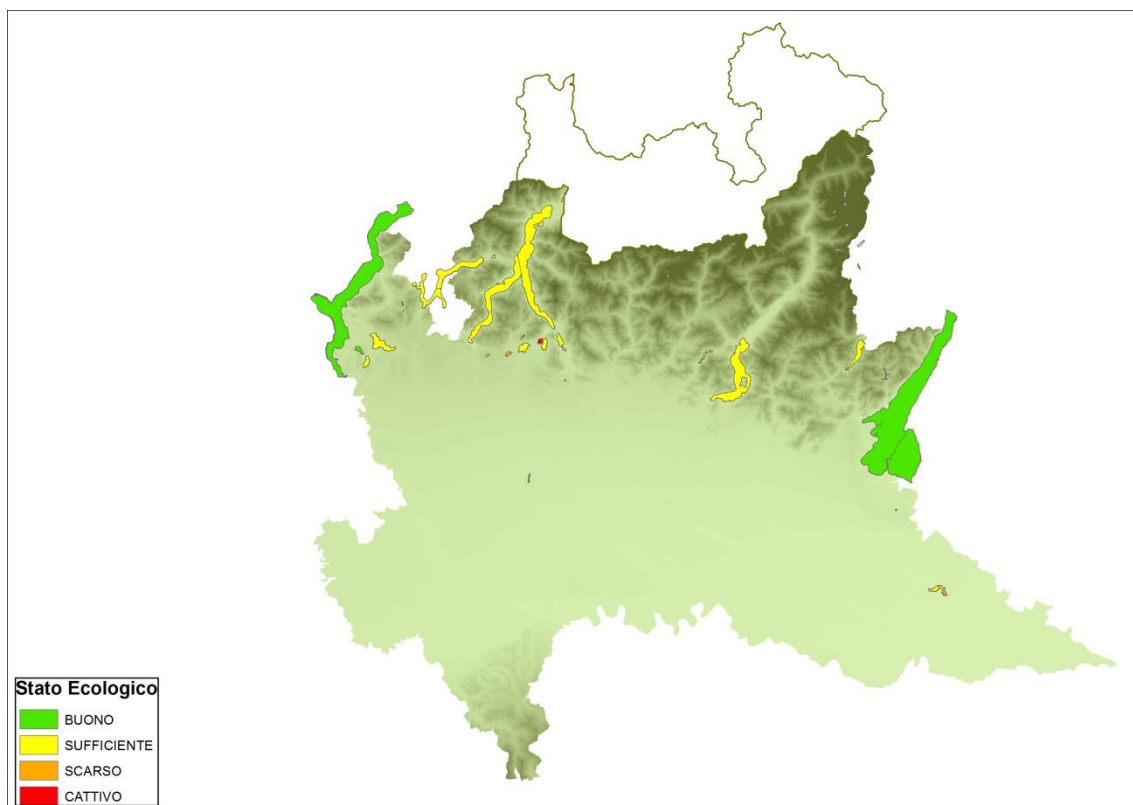 Stato Ecologico
BUONO
SUFFICIENTE
SCARSO
CATTIVO